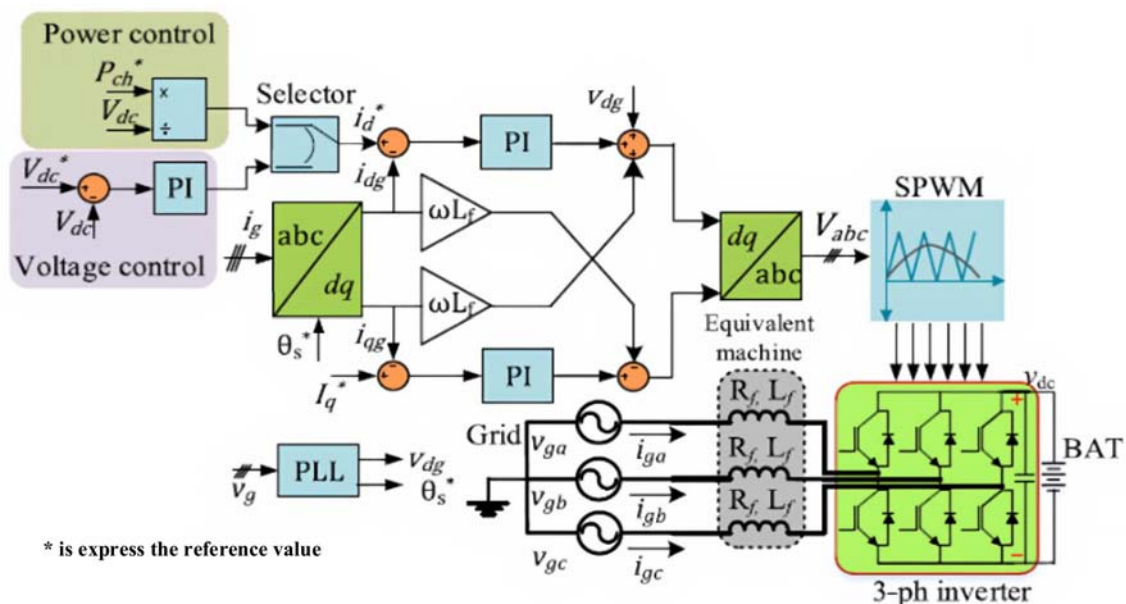 Power control
P_ch*
V_dc
×
÷
Selector
V_dc*
V_dc
PI
Voltage control
i_d*
i_dg
i_g
abc
dq
θ_s*
ωL_f
ωL_f
i_qg
I_q*
PI
PI
v_dg
dq
abc
V_abc
SPWM
Equivalent
machine
R_f, L_f
R_f, L_f
R_f, L_f
Grid
v_ga
v_gb
v_gc
i_ga
i_gb
i_gc
v_dc
+
−
BAT
3-ph inverter
v_g
PLL
v_dg
θ_s*
* is express the reference value